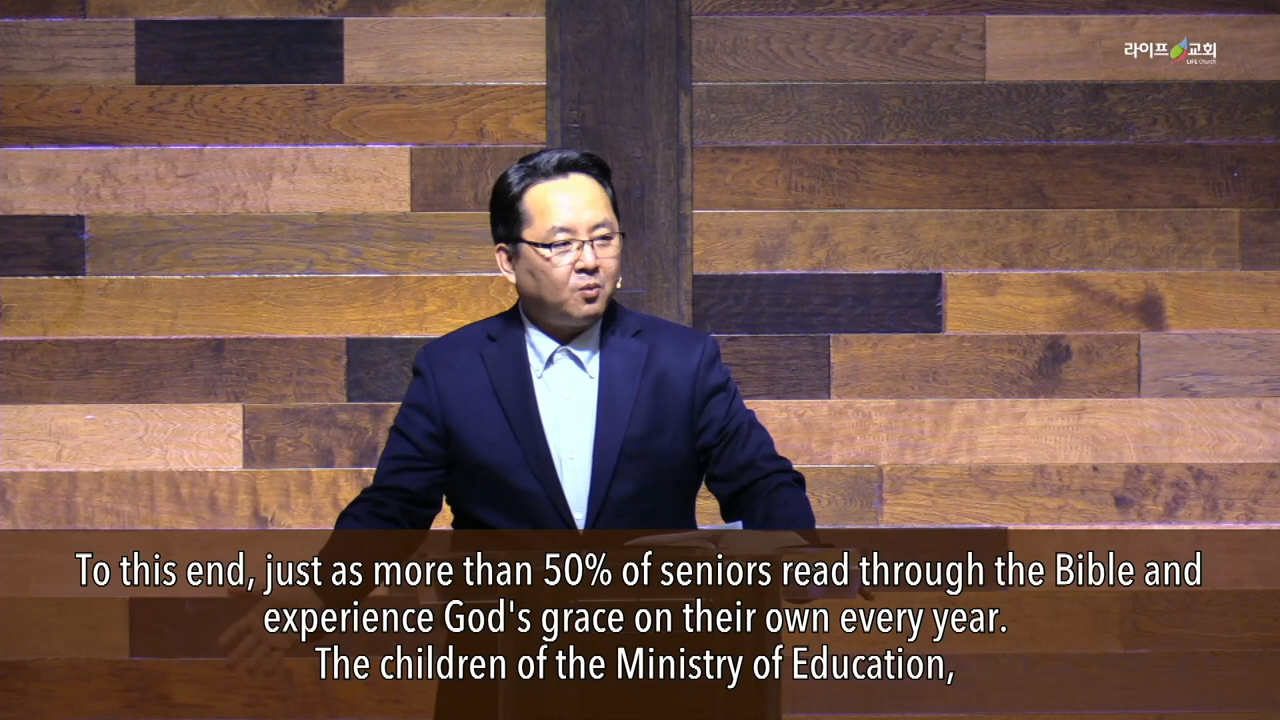 라이프 교회
LIFE Church
To this end, just as more than 50% of seniors read through the Bible and
experience God's grace on their own every year.
The children of the Ministry of Education,